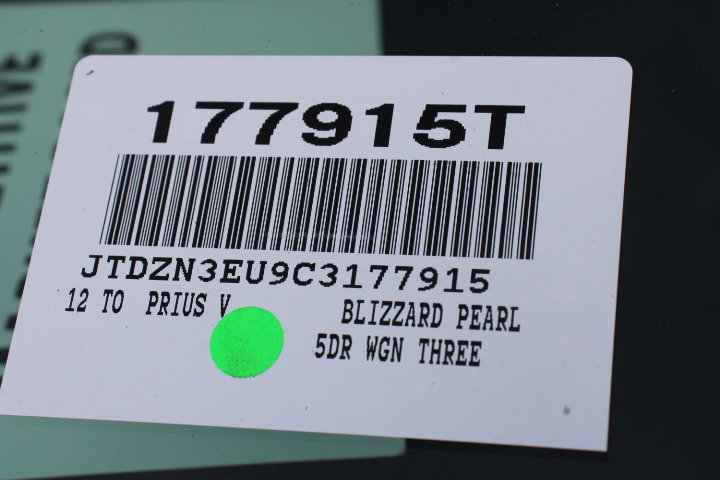 177915T
JTDZN3EU9C3177915
12 TO PRIUS V BLIZZARD PEARL
5DR WGN THREE